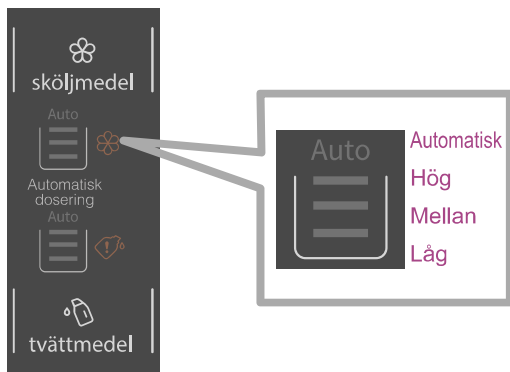 sköljmedel
Auto
Automatisk
dosering
Auto
tvättmedel
Auto
Automatisk
Hög
Mellan
Låg